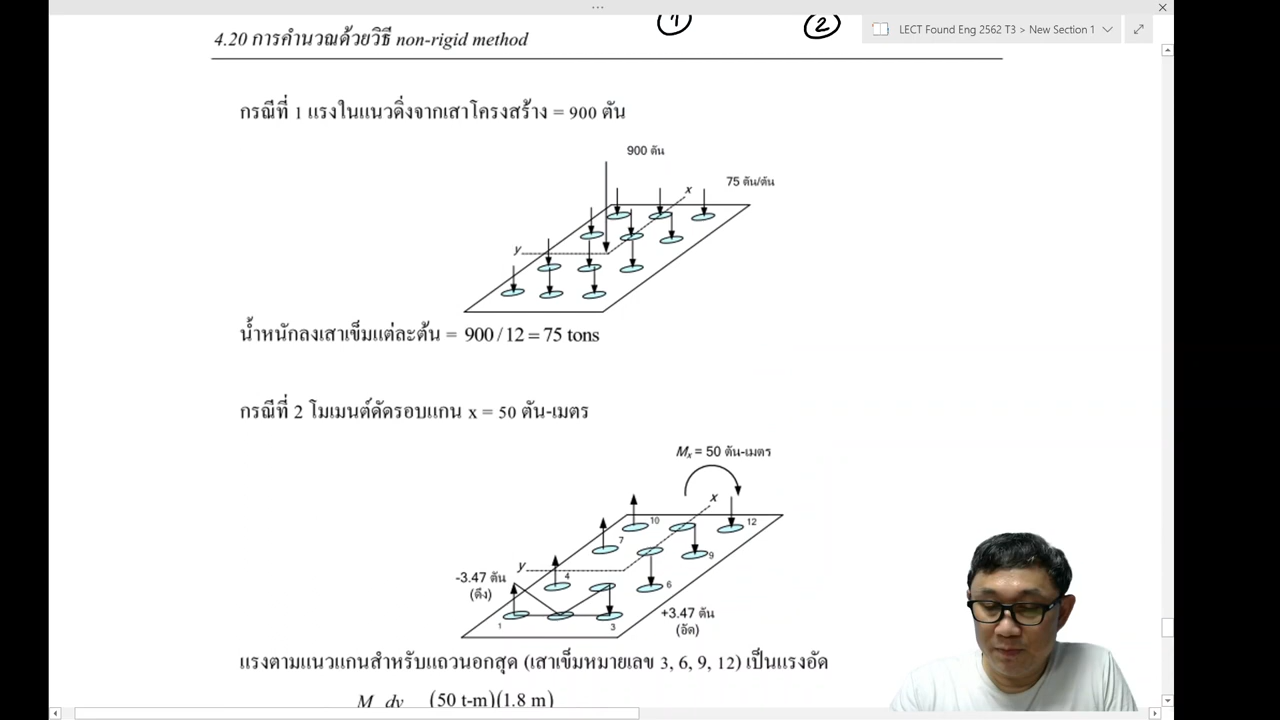 ① ②
LECT Found Eng 2562 T3 > New Section 1
4.20 การคำนวณด้วยวิธี non-rigid method
กรณีที่ 1 แรงในแนวดิ่งจากเสาโครงสร้าง = 900 ตัน
900 ตัน
75 ตัน/ต้น
x
y
น้ำหนักลงเสาเข็มแต่ละต้น = 900 / 12 = 75 tons
กรณีที่ 2 โมเมนต์ดัดรอบแกน x = 50 ตัน-เมตร
Mx = 50 ตัน-เมตร
x
10
12
7
9
y
4
6
-3.47 ตัน
(ดึง)
+3.47 ตัน
(อัด)
1
3
แรงตามแนวแกนสำหรับแถวนอกสุด (เสาเข็มหมายเลข 3, 6, 9, 12) เป็นแรงอัด
M dy (50 t-m)(1.8 m)